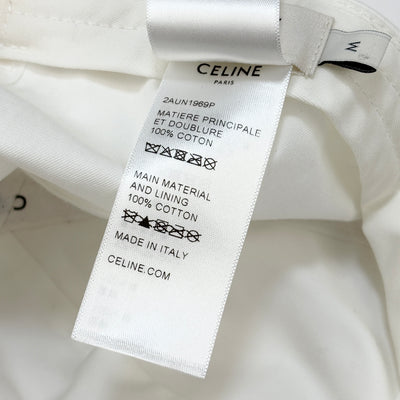 CELINE
PARIS
2AUN1969P
MATIERE PRINCIPALE
ET DOUBLURE
100% COTON
MAIN MATERIAL
AND LINING
100% COTTON
MADE IN ITALY
CELINE.COM
M
C